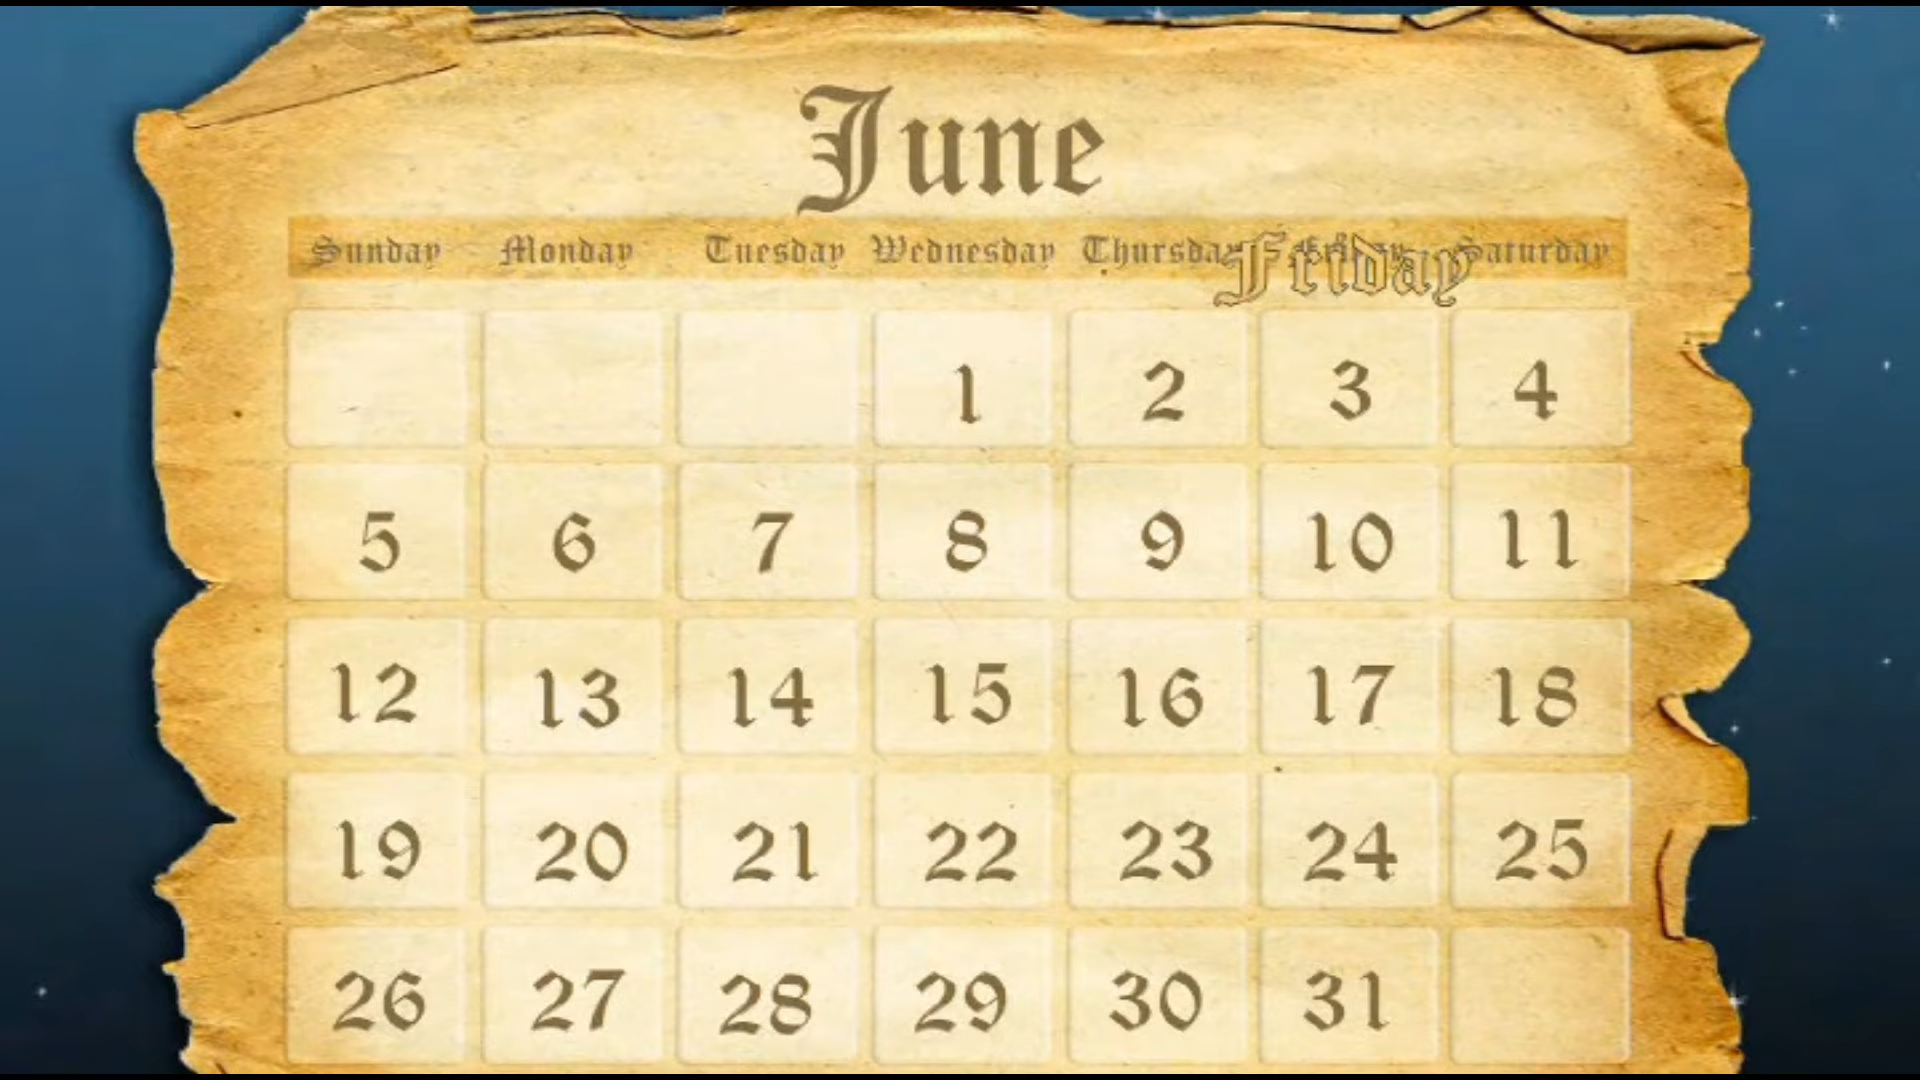 June
Sunday Monday Tuesday Wednesday Thursday Friday Saturday
Friday
1 2 3 4
5 6 7 8 9 10 11
12 13 14 15 16 17 18
19 20 21 22 23 24 25
26 27 28 29 30 31